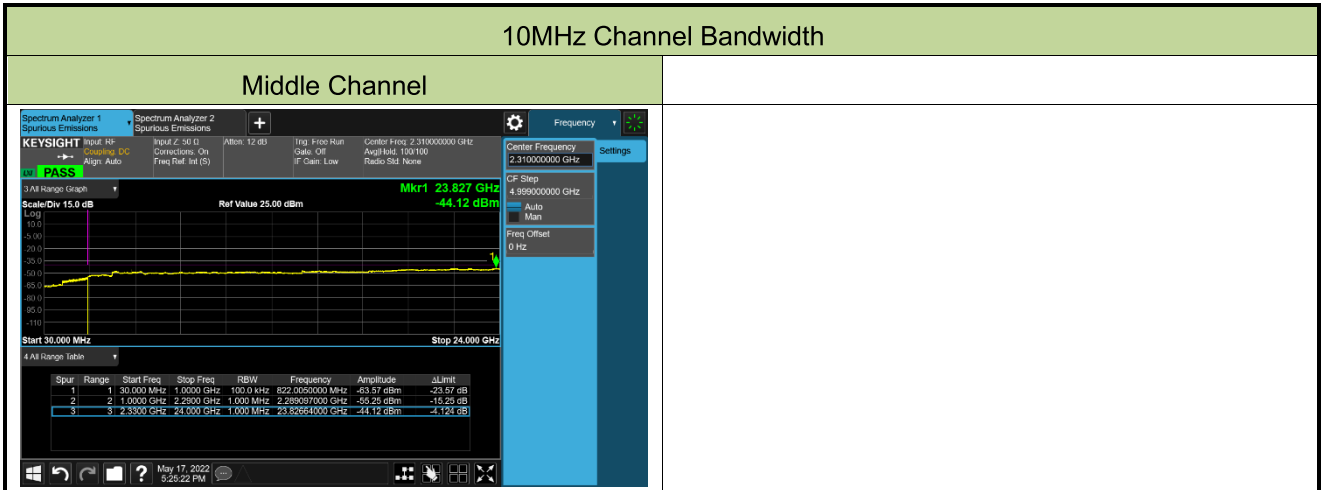 10MHz Channel Bandwidth
Middle Channel
Spectrum Analyzer 1
Spurious Emissions
Spectrum Analyzer 2
Spurious Emissions
+
Frequency
KEYSIGHT
Input: RF
Coupling: DC
Align: Auto
Input Z: 50 Ω
Corrections: On
Freq Ref: Int (S)
Atten: 12 dB
Trig: Free Run
Gate: Off
IF Gain: Low
Center Freq: 2.310000000 GHz
Avg|Hold: 100/100
Radio Std: None
PASS
Center Frequency
2.310000000 GHz
Settings
CF Step
4.999000000 GHz
Auto
Man
Freq Offset
0 Hz
3 All Range Graph
Mkr1 23.827 GHz
-44.12 dBm
Scale/Div 15.0 dB
Ref Value 25.00 dBm
Log
10.0
-5.00
-20.0
-35.0
-50.0
-65.0
-80.0
-95.0
-110
1
Start 30.000 MHz
Stop 24.000 GHz
4 All Range Table
Spur Range Start Freq Stop Freq RBW Frequency Amplitude ΔLimit
1 1 30.000 MHz 1.0000 GHz 100.0 kHz 822.0050000 MHz -63.57 dBm -23.57 dB
2 2 1.0000 GHz 2.2900 GHz 1.000 MHz 2.289097000 GHz -55.25 dBm -15.25 dB
3 3 2.3300 GHz 24.000 GHz 1.000 MHz 23.82664000 GHz -44.12 dBm -4.124 dB
?
May 17, 2022
5:25:22 PM